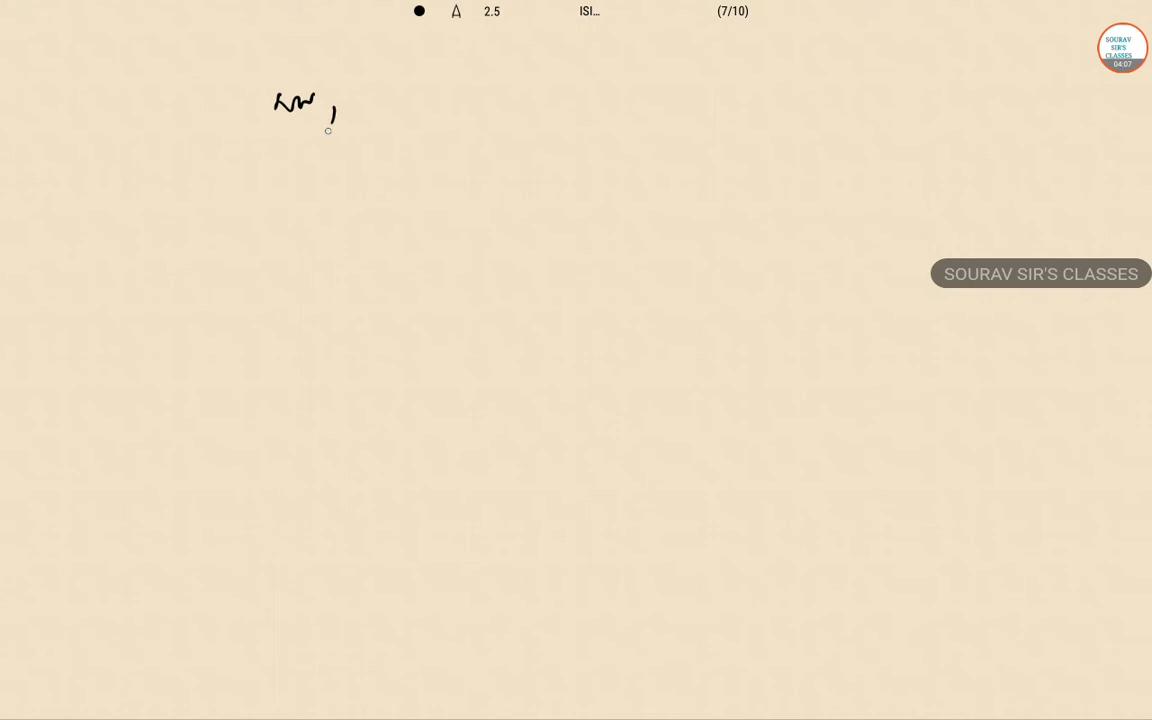 2.5 ISI... (7/10)
SOURAV
SIR'S
CLASSES
04:07
SOURAV SIR'S CLASSES